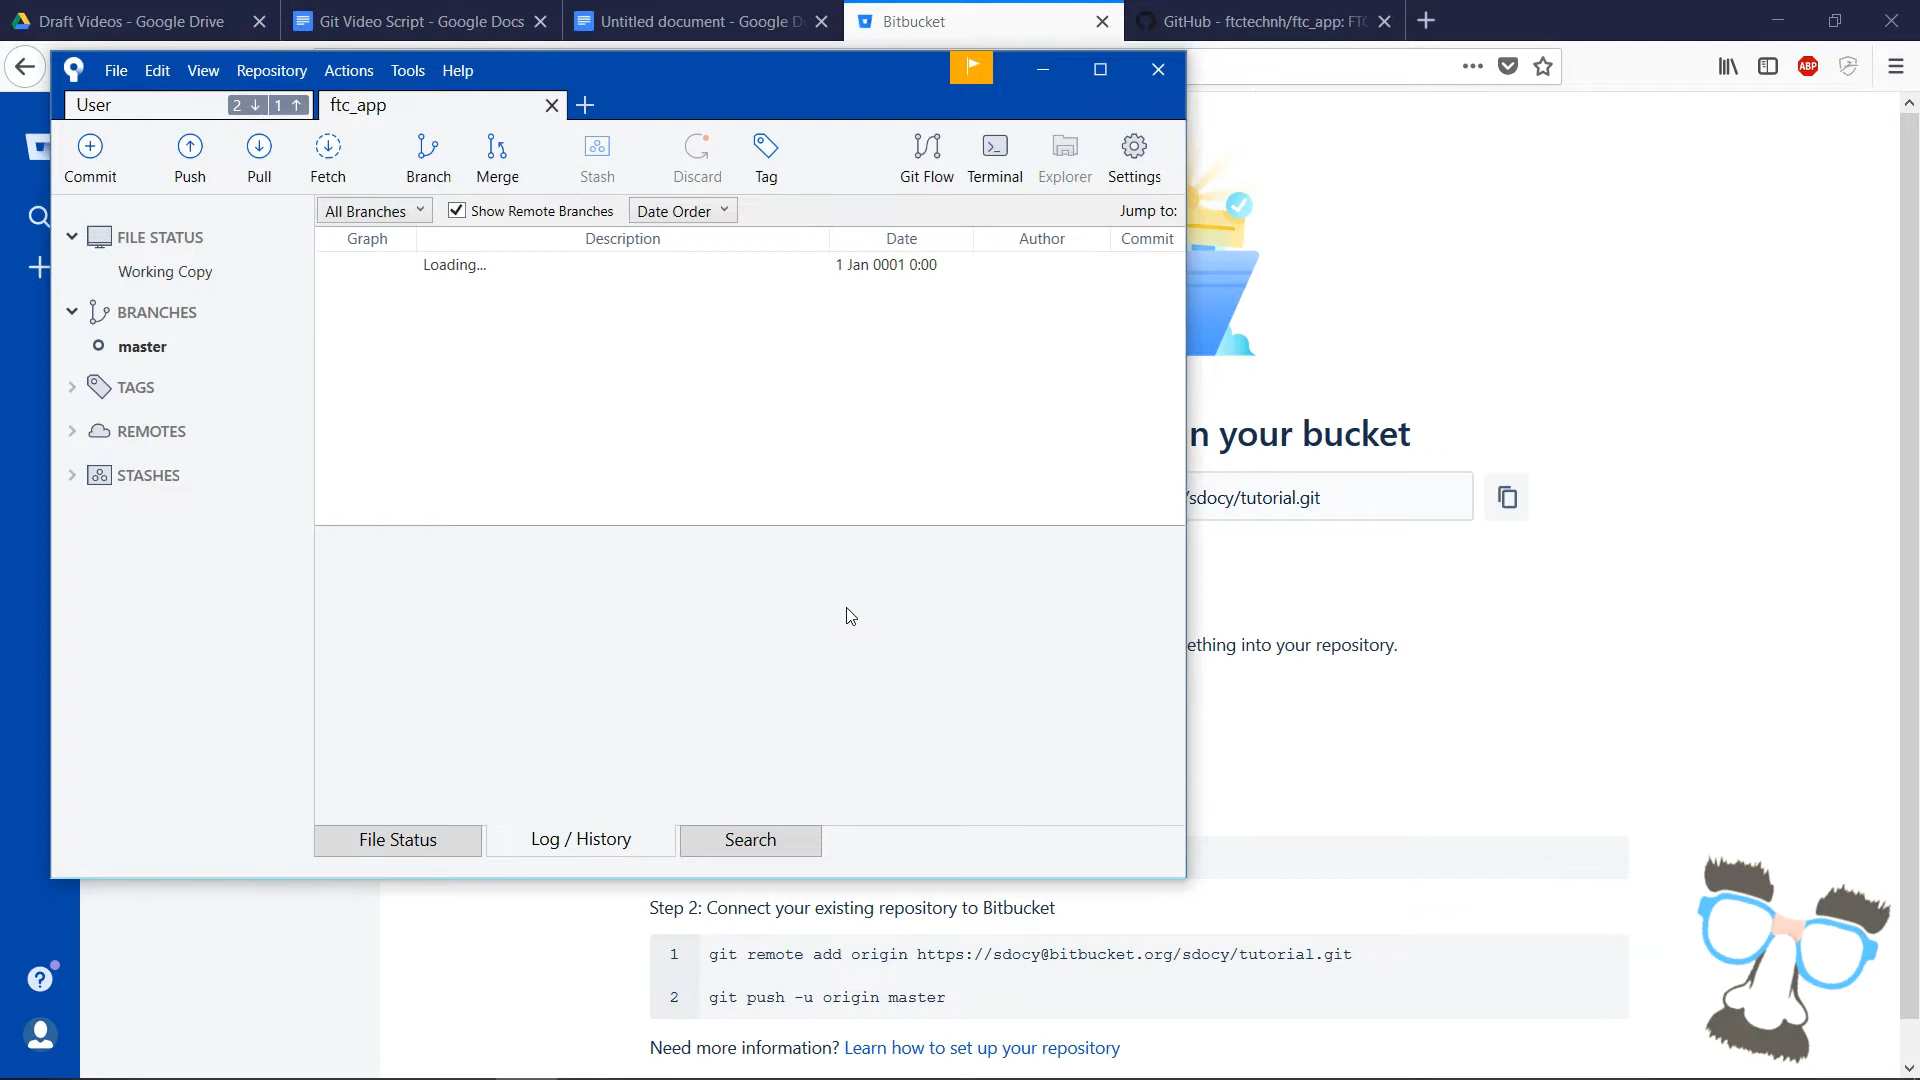 Draft Videos - Google Drive
Git Video Script - Google Docs
Untitled document - Google D
Bitbucket
GitHub - ftctechnh/ftc_app: FTC
ABP
File Edit View Repository Actions Tools Help
User 2 1
ftc_app
Commit Push Pull Fetch Branch Merge Stash Discard Tag Git Flow Terminal Explorer Settings
All Branches Show Remote Branches Date Order Jump to:
Graph Description Date Author Commit
Loading... 1 Jan 0001 0:00
FILE STATUS
Working Copy
BRANCHES
master
TAGS
REMOTES
STASHES
File Status Log / History Search
n your bucket
/sdocy/tutorial.git
ething into your repository.
Step 2: Connect your existing repository to Bitbucket
1 git remote add origin https://sdocy@bitbucket.org/sdocy/tutorial.git
2 git push -u origin master
Need more information? Learn how to set up your repository